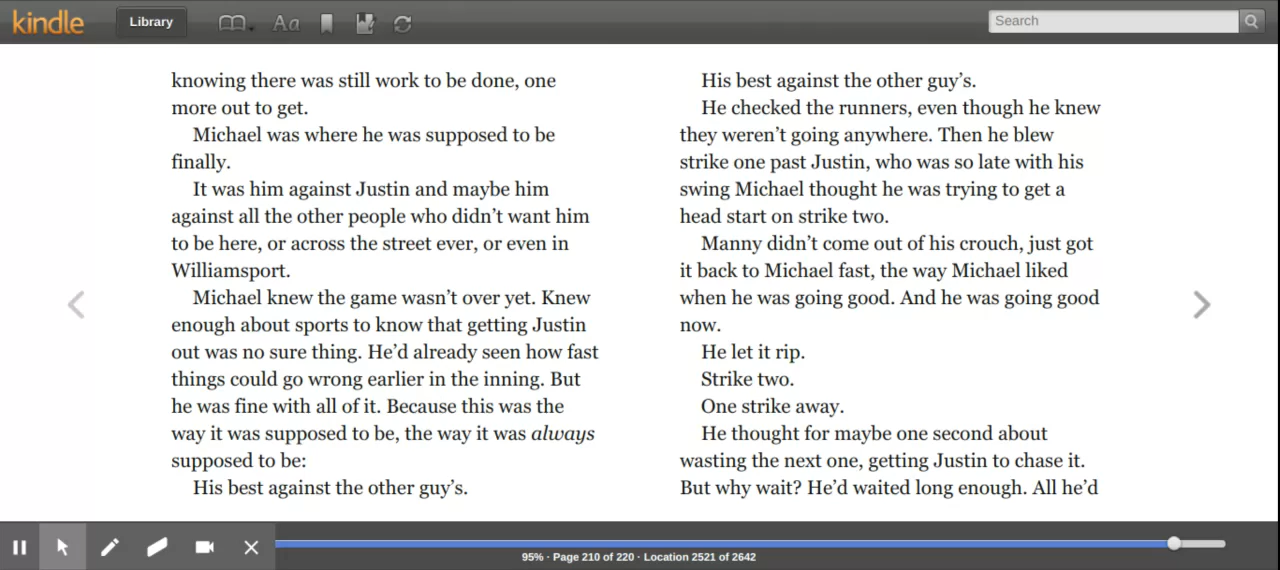 kindle
Library
Aa
Search
knowing there was still work to be done, one
more out to get.
Michael was where he was supposed to be
finally.
It was him against Justin and maybe him
against all the other people who didn’t want him
to be here, or across the street ever, or even in
Williamsport.
Michael knew the game wasn’t over yet. Knew
enough about sports to know that getting Justin
out was no sure thing. He’d already seen how fast
things could go wrong earlier in the inning. But
he was fine with all of it. Because this was the
way it was supposed to be, the way it was always
supposed to be:
His best against the other guy’s.
His best against the other guy’s.
He checked the runners, even though he knew
they weren’t going anywhere. Then he blew
strike one past Justin, who was so late with his
swing Michael thought he was trying to get a
head start on strike two.
Manny didn’t come out of his crouch, just got
it back to Michael fast, the way Michael liked
when he was going good. And he was going good
now.
He let it rip.
Strike two.
One strike away.
He thought for maybe one second about
wasting the next one, getting Justin to chase it.
But why wait? He’d waited long enough. All he’d
95% · Page 210 of 220 · Location 2521 of 2642